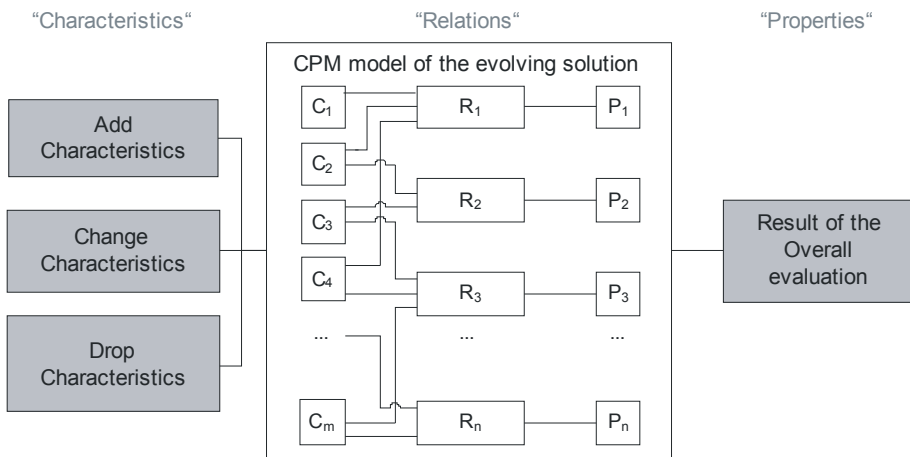 “Characteristics“
“Relations“
“Properties“
CPM model of the evolving solution
Add
Characteristics
Change
Characteristics
Drop
Characteristics
C1
C2
C3
C4
...
Cm
R1
R2
R3
...
Rn
P1
P2
P3
...
Pn
Result of the
Overall
evaluation